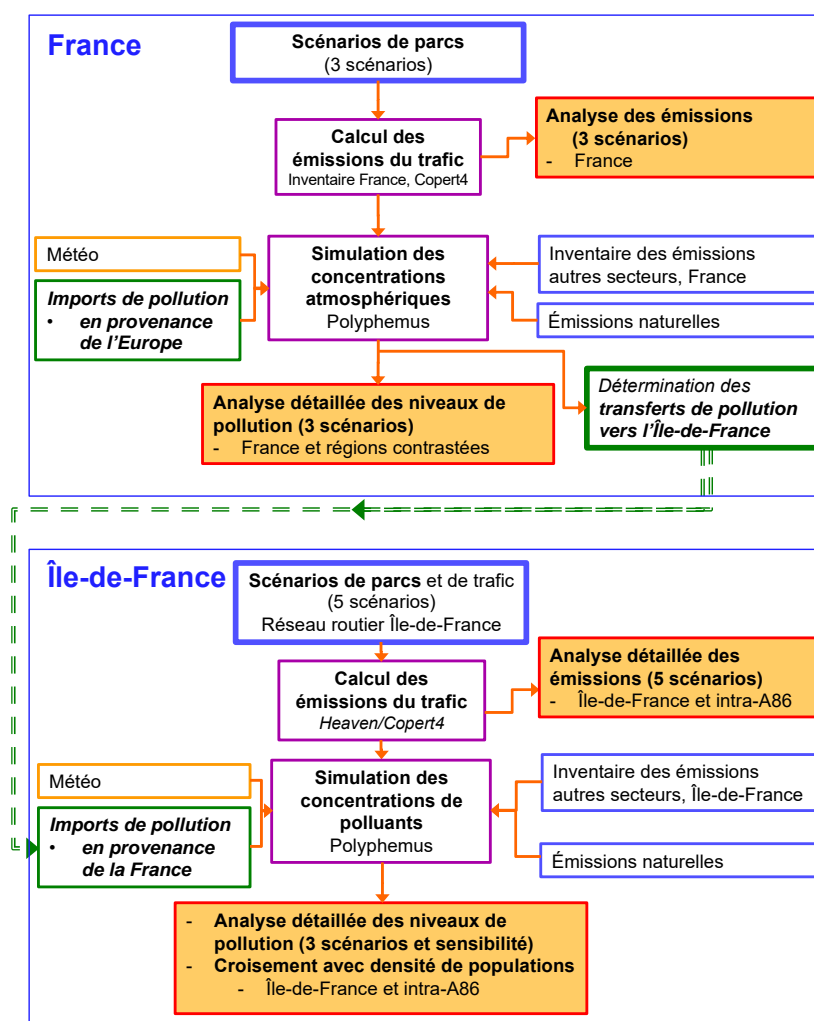 France
Scénarios de parcs
(3 scénarios)
Calcul des
émissions du trafic
Inventaire France, Copert4
Analyse des émissions
(3 scénarios)
- France
Météo
Imports de pollution
• en provenance
de l'Europe
Simulation des
concentrations
atmosphériques
Polyphemus
Inventaire des émissions
autres secteurs, France
Émissions naturelles
Analyse détaillée des niveaux de
pollution (3 scénarios)
- France et régions contrastées
Détermination des
transferts de pollution
vers l'Île-de-France
Île-de-France
Scénarios de parcs et de trafic
(5 scénarios)
Réseau routier Île-de-France
Calcul des
émissions du trafic
Heaven/Copert4
Analyse détaillée des
émissions (5 scénarios)
- Île-de-France et intra-A86
Météo
Imports de pollution
• en provenance
de la France
Simulation des
concentrations de
polluants
Polyphemus
Inventaire des émissions
autres secteurs, Île-de-France
Émissions naturelles
- Analyse détaillée des niveaux de
pollution (3 scénarios et sensibilité)
- Croisement avec densité de populations
- Île-de-France et intra-A86